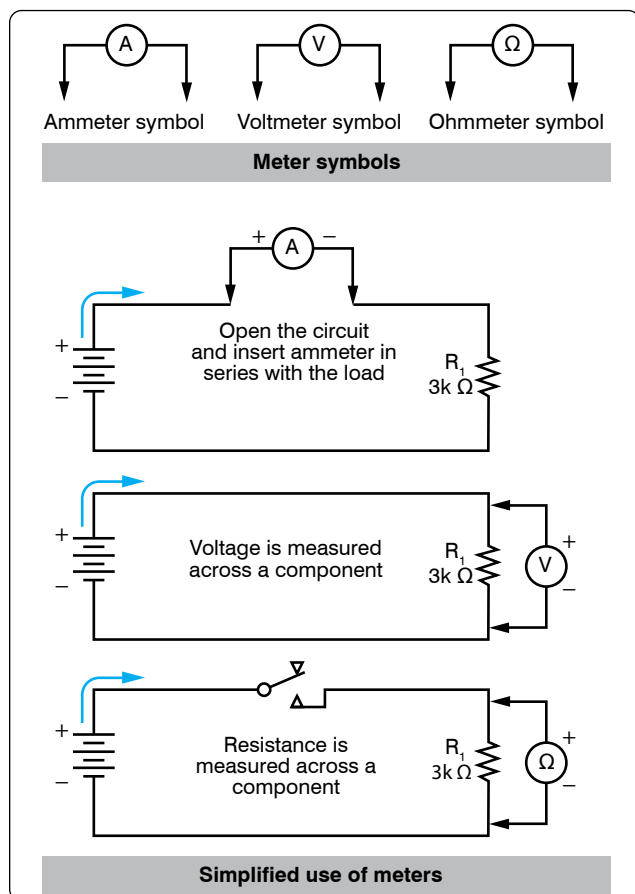 A
V
Ω
Ammeter symbol
Voltmeter symbol
Ohmmeter symbol
Meter symbols
+ A −
Open the circuit
and insert ammeter in
series with the load
+
−
R1
3k Ω
Voltage is measured
across a component
+
−
R1
3k Ω
+
V
−
Resistance is
measured across a
component
+
−
R1
3k Ω
+
Ω
−
Simplified use of meters